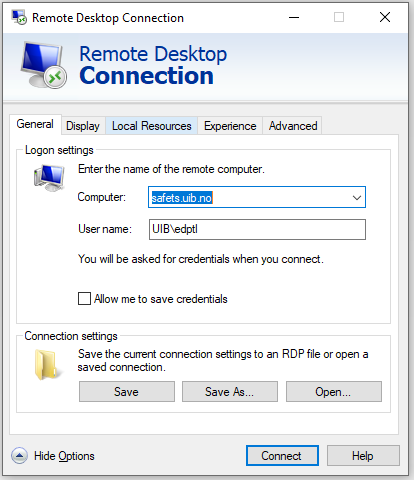 Remote Desktop Connection
Remote Desktop
Connection
General Display Local Resources Experience Advanced
Logon settings
Enter the name of the remote computer.
Computer: safets.uib.no
User name: UIB\edptl
You will be asked for credentials when you connect.
Allow me to save credentials
Connection settings
Save the current connection settings to an RDP file or open a
saved connection.
Save Save As... Open...
Hide Options Connect Help